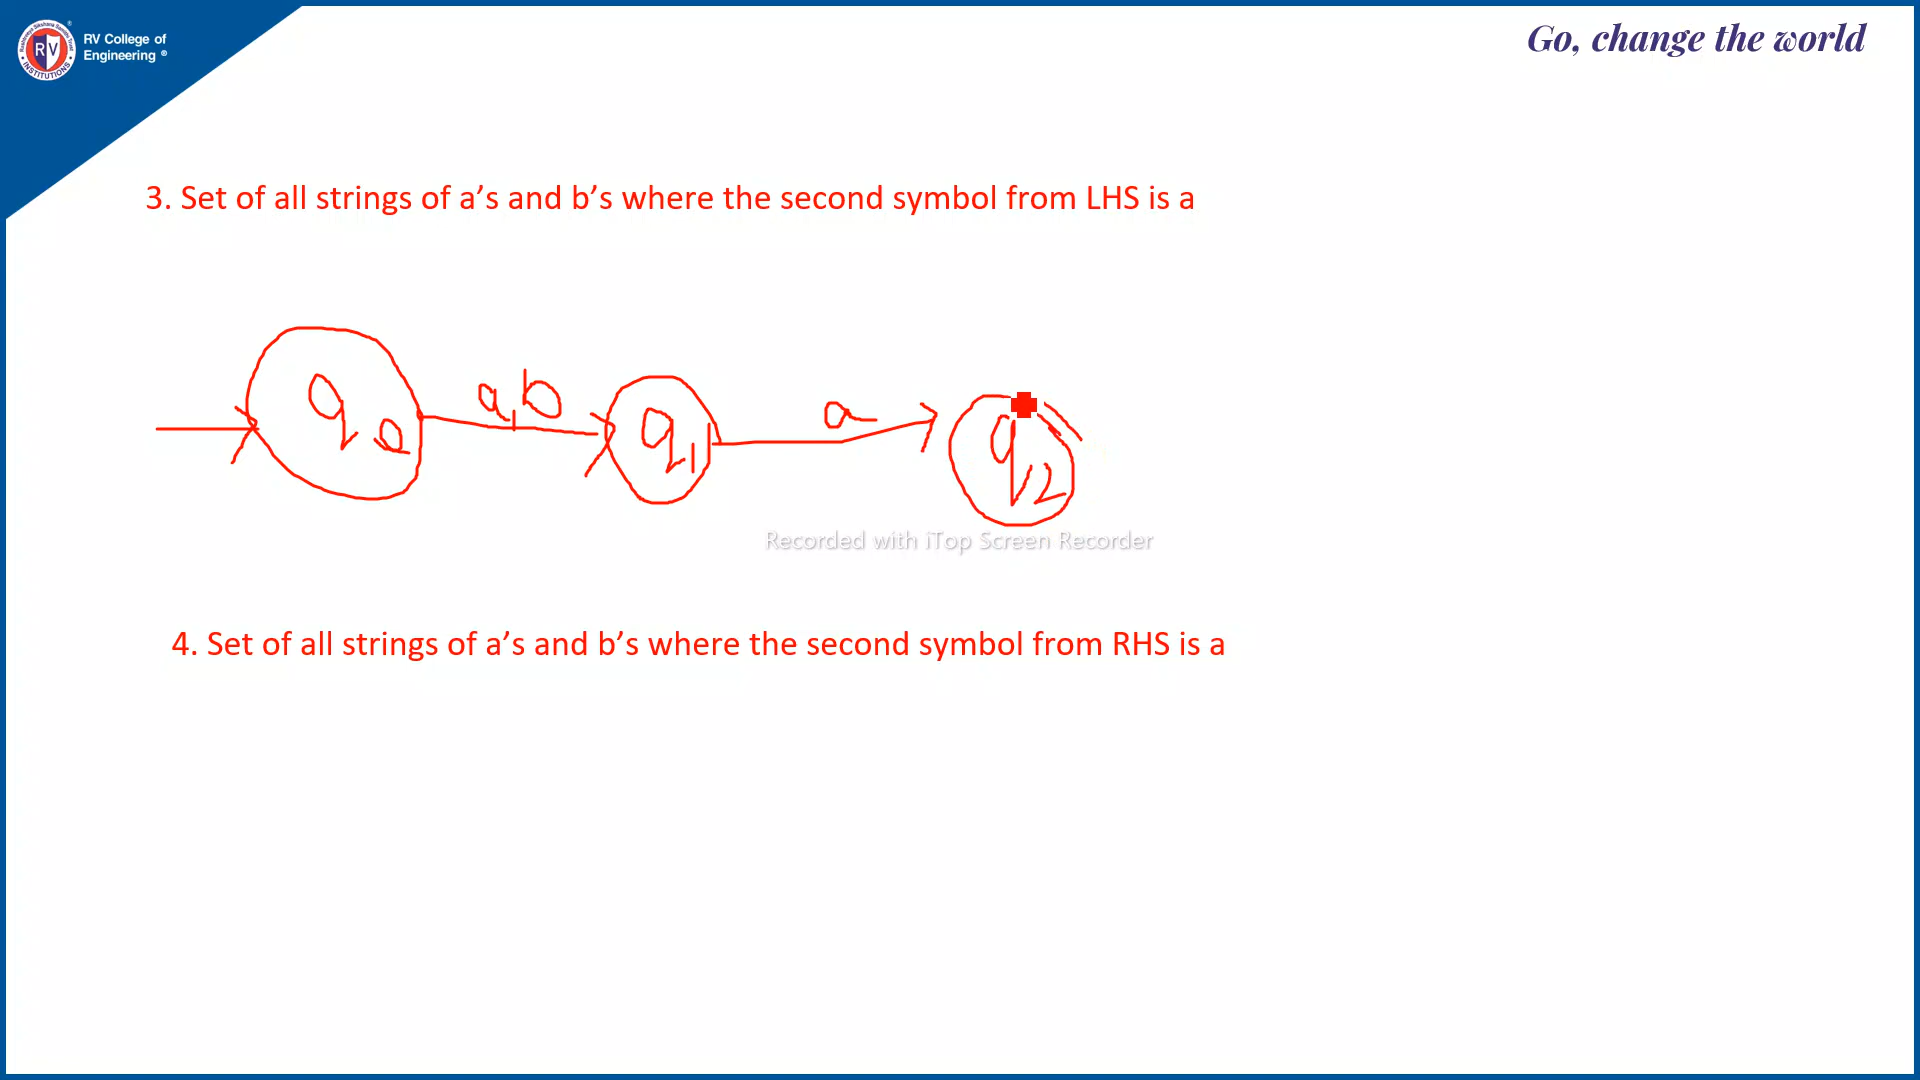 RV College of
Engineering ®
Go, change the world
RV
INSTITUTIONS
3. Set of all strings of a’s and b’s where the second symbol from LHS is a
q0 a,b q1 a q2
Recorded with iTop Screen Recorder
4. Set of all strings of a’s and b’s where the second symbol from RHS is a